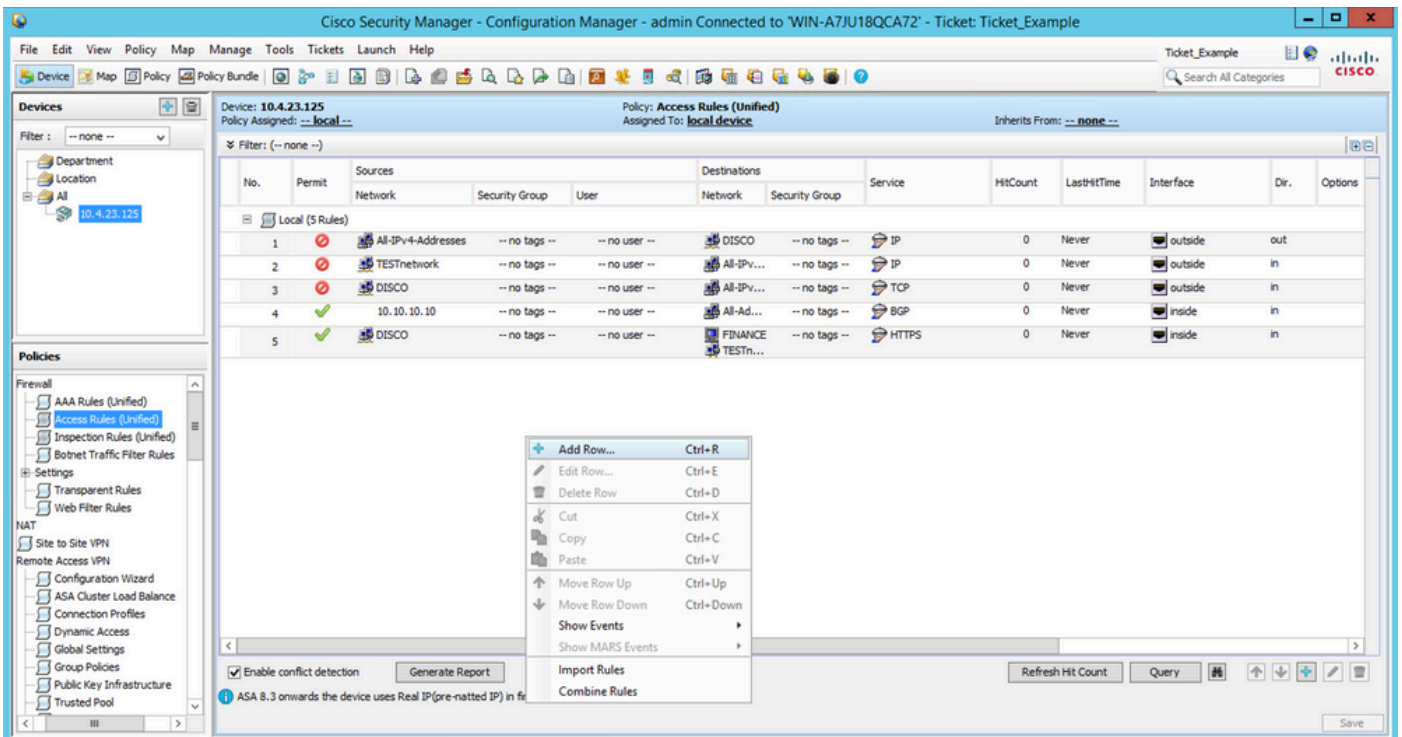 Cisco Security Manager - Configuration Manager - admin Connected to 'WIN-A7JU18QCA72' - Ticket: Ticket_Example
File Edit View Policy Map Manage Tools Tickets Launch Help
Ticket_Example
Device Map Policy Policy Bundle
Search All Categories
CISCO
Devices
Filter : -- none --
Department
Location
All
10.4.23.125
Policies
Firewall
AAA Rules (Unified)
Access Rules (Unified)
Inspection Rules (Unified)
Botnet Traffic Filter Rules
Settings
Transparent Rules
Web Filter Rules
NAT
Site to Site VPN
Remote Access VPN
Configuration Wizard
ASA Cluster Load Balance
Connection Profiles
Dynamic Access
Global Settings
Group Policies
Public Key Infrastructure
Trusted Pool
Device: 10.4.23.125 Policy: Access Rules (Unified)
Policy Assigned: -- local -- Assigned To: local device Inherits From: -- none --
Filter: (-- none --)
No. Permit Sources Destinations Service HitCount LastHitTime Interface Dir. Options
Network Security Group User Network Security Group
Local (5 Rules)
1 All-IPv4-Addresses -- no tags -- -- no user -- DISCO -- no tags -- IP 0 Never outside out
2 TESTnetwork -- no tags -- -- no user -- All-IPv... -- no tags -- IP 0 Never outside in
3 DISCO -- no tags -- -- no user -- All-IPv... -- no tags -- TCP 0 Never outside in
4 10.10.10.10 -- no tags -- -- no user -- All-Ad... -- no tags -- BGP 0 Never inside in
5 DISCO -- no tags -- -- no user -- FINANCE -- no tags -- HTTPS 0 Never inside in
TESTn...
Add Row... Ctrl+R
Edit Row... Ctrl+E
Delete Row Ctrl+D
Cut Ctrl+X
Copy Ctrl+C
Paste Ctrl+V
Move Row Up Ctrl+Up
Move Row Down Ctrl+Down
Show Events
Show MARS Events
Import Rules
Combine Rules
Enable conflict detection Generate Report Refresh Hit Count Query
ASA 8.3 onwards the device uses Real IP(pre-natted IP) in
Save